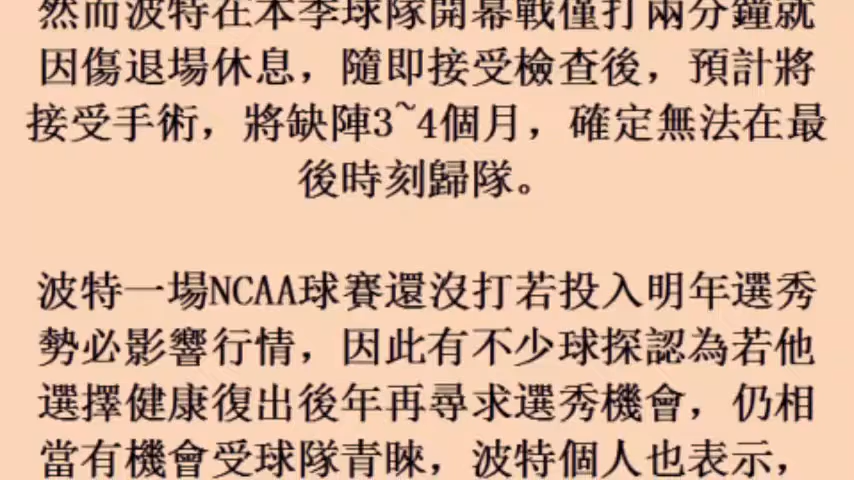 然而波特在本季球隊開幕戰僅打兩分鐘就
因傷退場休息，隨即接受檢查後，預計將
接受手術，將缺陣3~4個月，確定無法在最
後時刻歸隊。
波特一場NCAA球賽還沒打若投入明年選秀
勢必影響行情，因此有不少球探認為若他
選擇健康復出後年再尋求選秀機會，仍相
當有機會受球隊青睞，波特個人也表示，